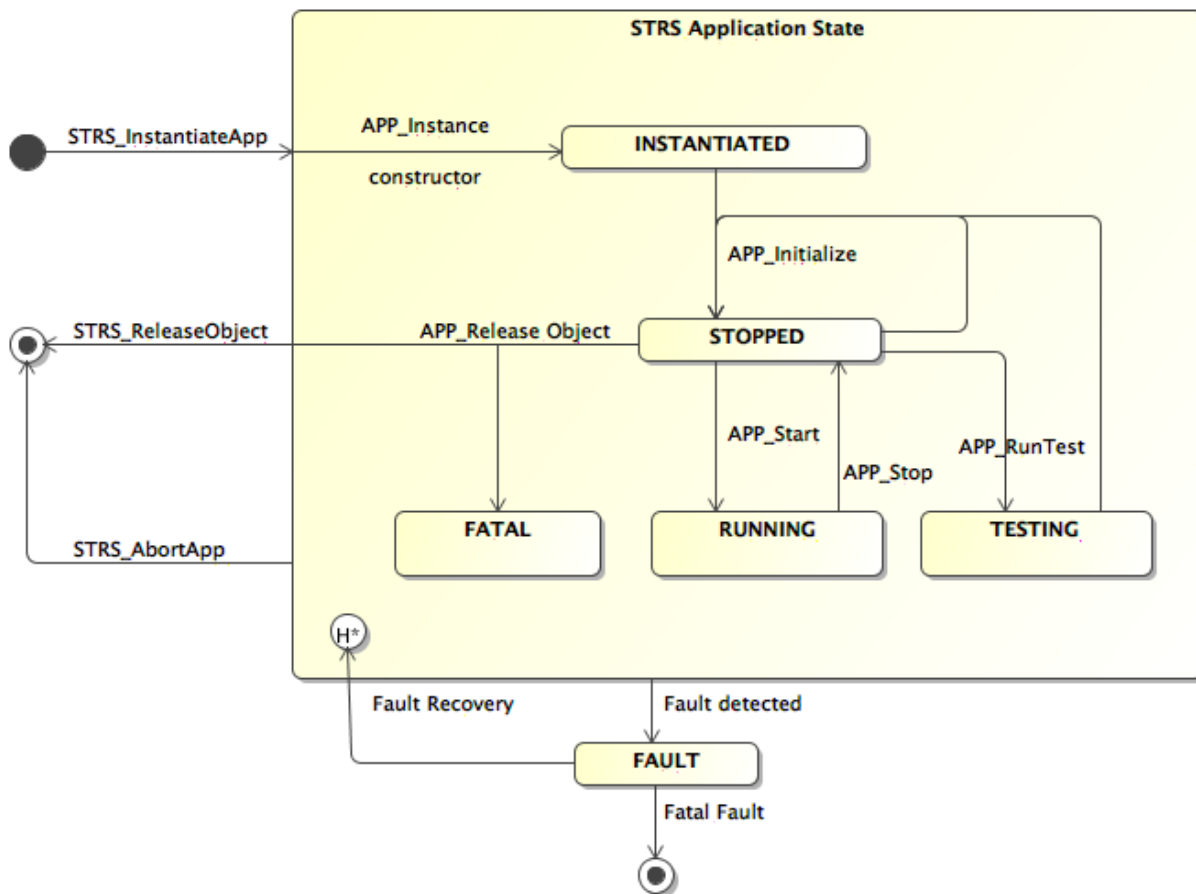 STRS Application State
STRS_InstantiateApp
APP_Instance
constructor
INSTANTIATED
APP_Initialize
STRS_ReleaseObject
APP_Release Object
STOPPED
APP_Start
APP_Stop
APP_RunTest
FATAL
RUNNING
TESTING
STRS_AbortApp
H*
Fault Recovery
Fault detected
FAULT
Fatal Fault